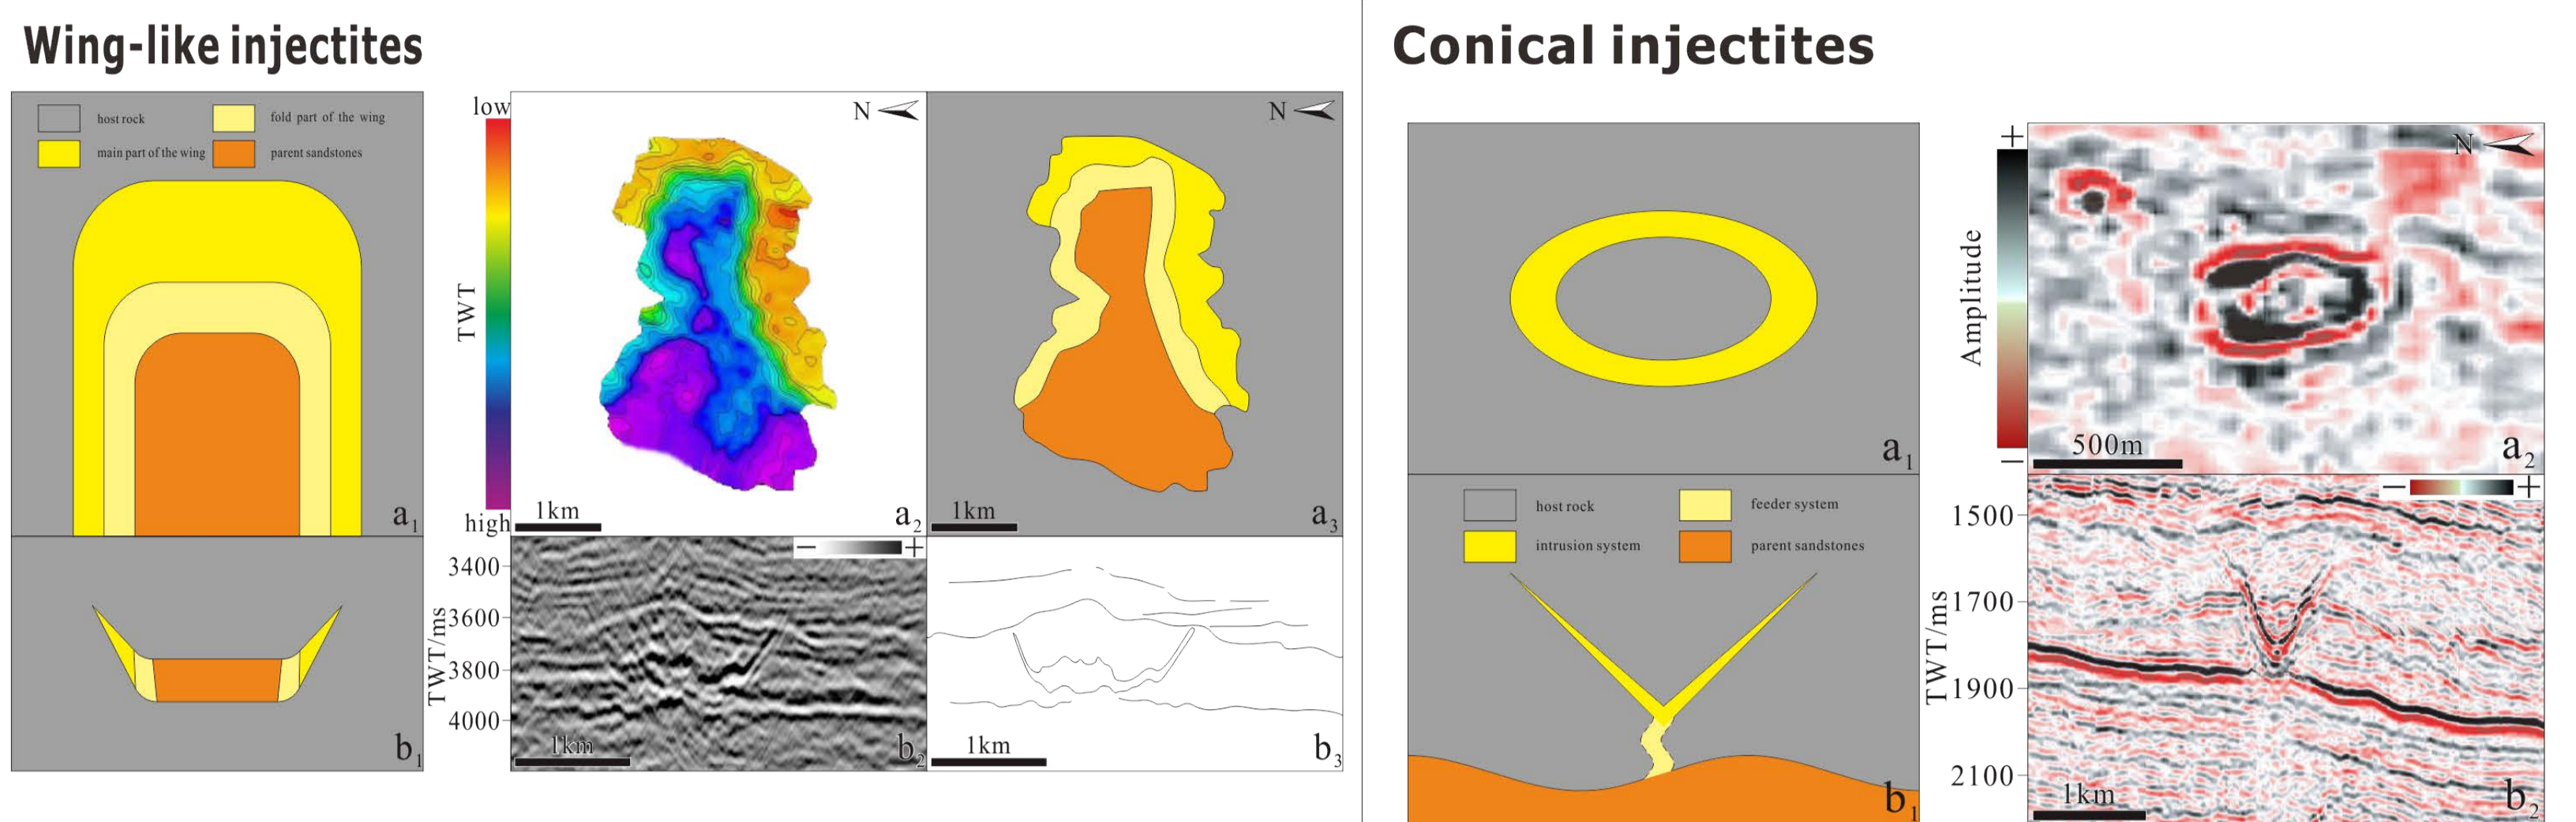 Wing-like injectites
host rock
fold part of the wing
main part of the wing
parent sandstones
a1
b1
low
TWT
high
N
1km
a2
N
1km
a3
3400
3600
3800
4000
TWT/ms
− +
1km
b2
1km
b3
Conical injectites
a1
host rock
feeder system
intrusion system
parent sandstones
b1
+
Amplitude
−
N
500m
a2
1500
1700
1900
2100
TWT/ms
− +
1km
b2